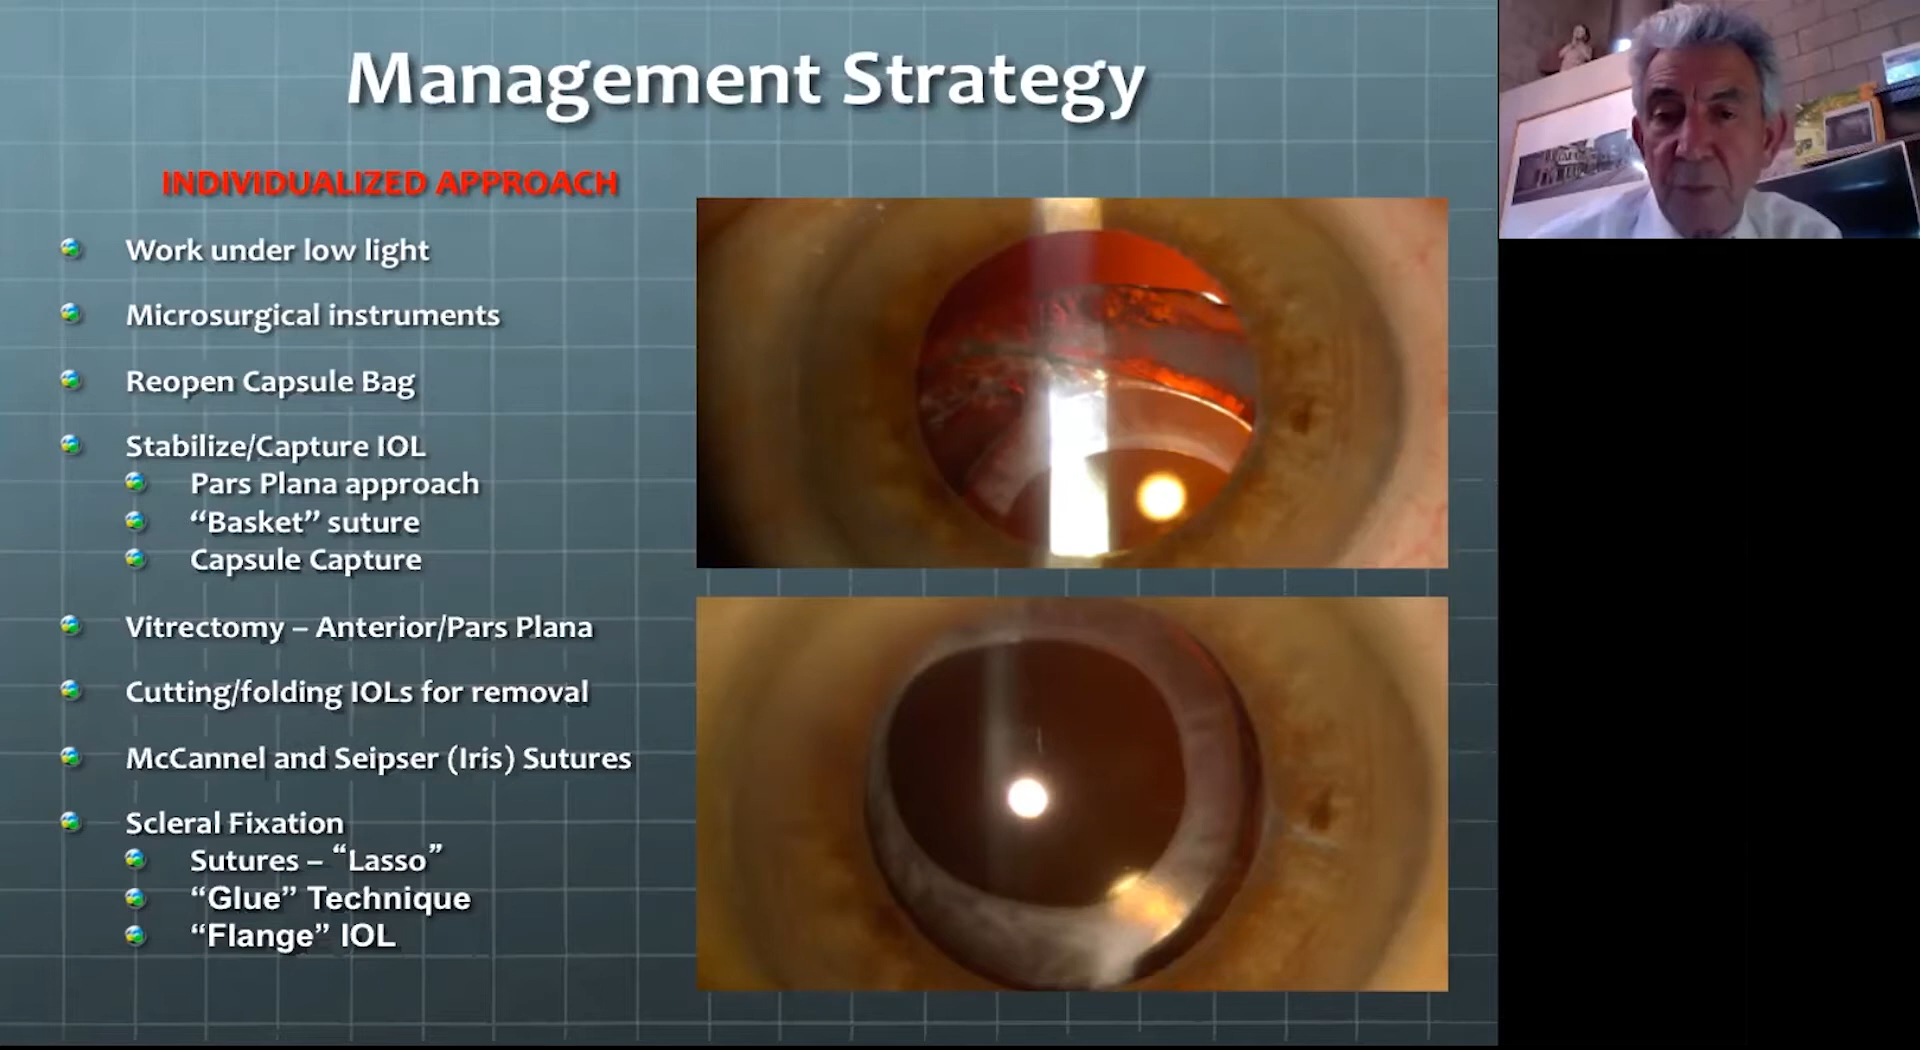 Management Strategy
INDIVIDUALIZED APPROACH
Work under low light
Microsurgical instruments
Reopen Capsule Bag
Stabilize/Capture IOL
Pars Plana approach
“Basket” suture
Capsule Capture
Vitrectomy – Anterior/Pars Plana
Cutting/folding IOLs for removal
McCannel and Seipser (Iris) Sutures
Scleral Fixation
Sutures – “Lasso”
“Glue” Technique
“Flange” IOL